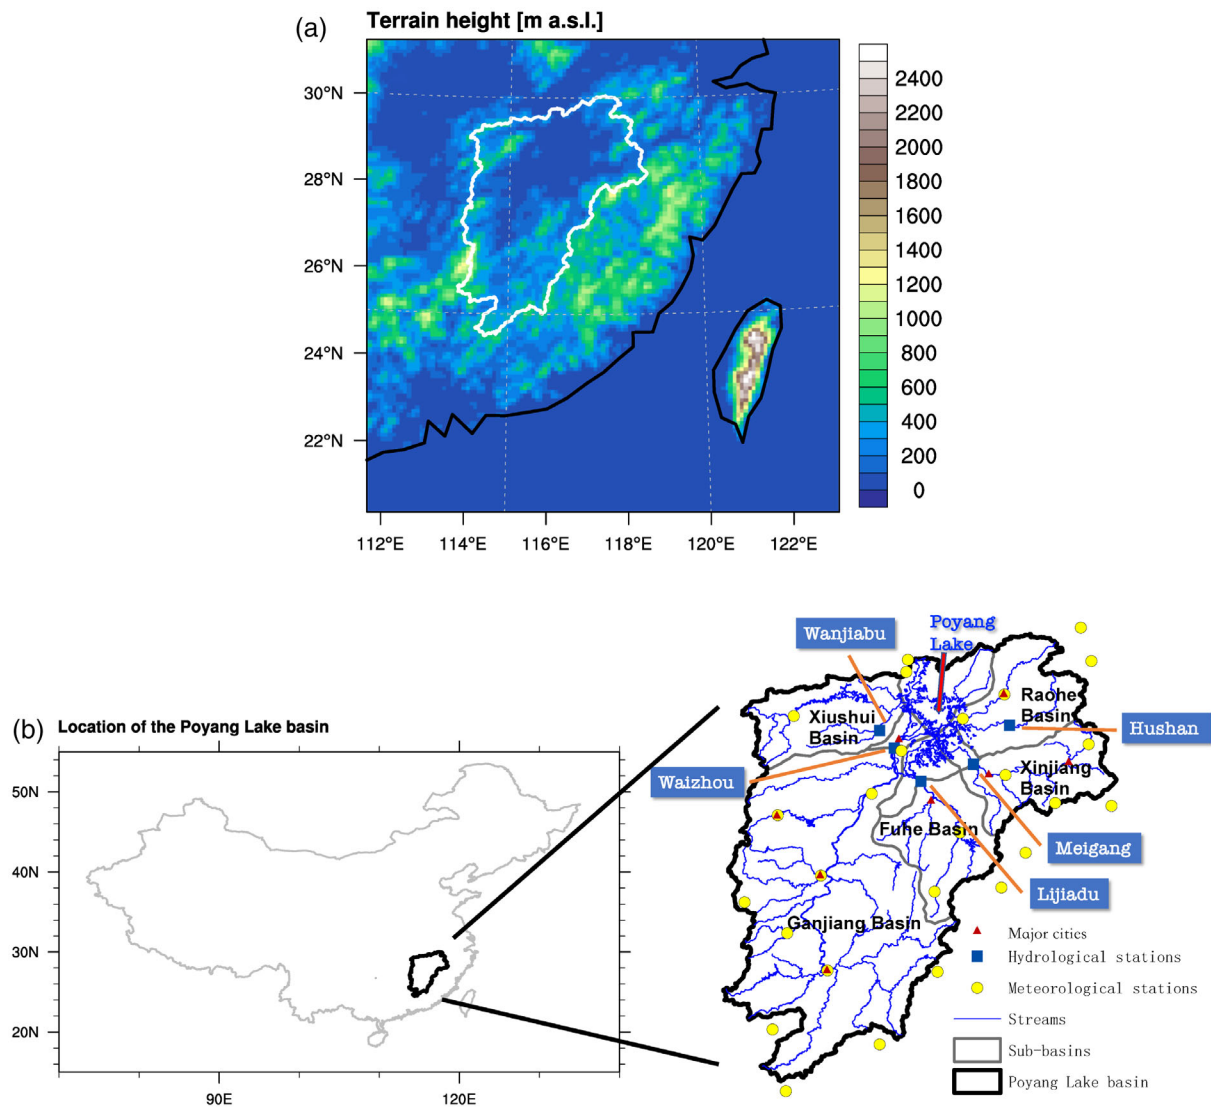 (a)
Terrain height [m a.s.l.]
30°N
28°N
26°N
24°N
22°N
112°E
114°E
116°E
118°E
120°E
122°E
2400
2200
2000
1800
1600
1400
1200
1000
800
600
400
200
0
(b)
Location of the Poyang Lake basin
50N
40N
30N
20N
90E
120E
Wanjiabu
Poyang
Lake
Xiushui
Basin
Raohe
Basin
Hushan
Waizhou
Xinjiang
Basin
Fuhe Basin
Meigang
Lijiadu
Ganjiang Basin
Major cities
Hydrological stations
Meteorological stations
Streams
Sub-basins
Poyang Lake basin